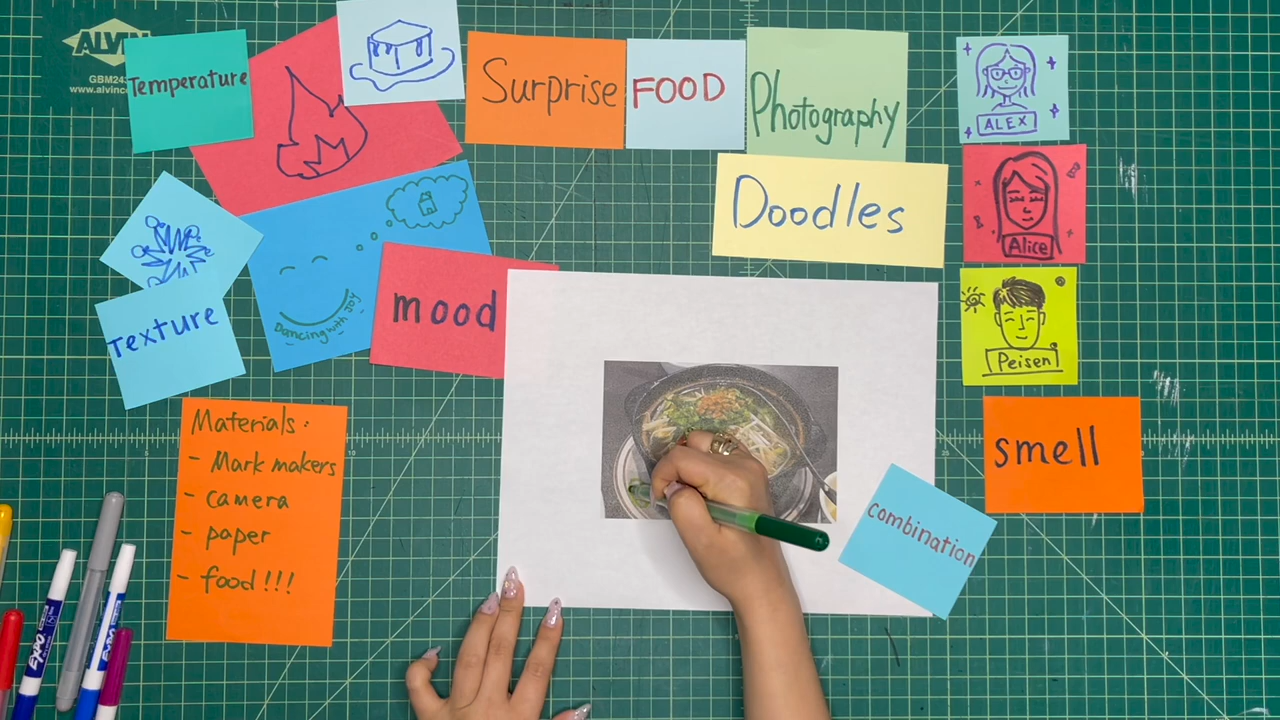 ALVIN
GBM24
www.alvinco
Temperature
Surprise
FOOD
Photography
Doodles
ALEX
Alice
Peisen
Dancing with Joy
mood
Texture
Materials:
- Mark makers
- camera
- paper
- food!!!
smell
combination
EXPO
EXPO